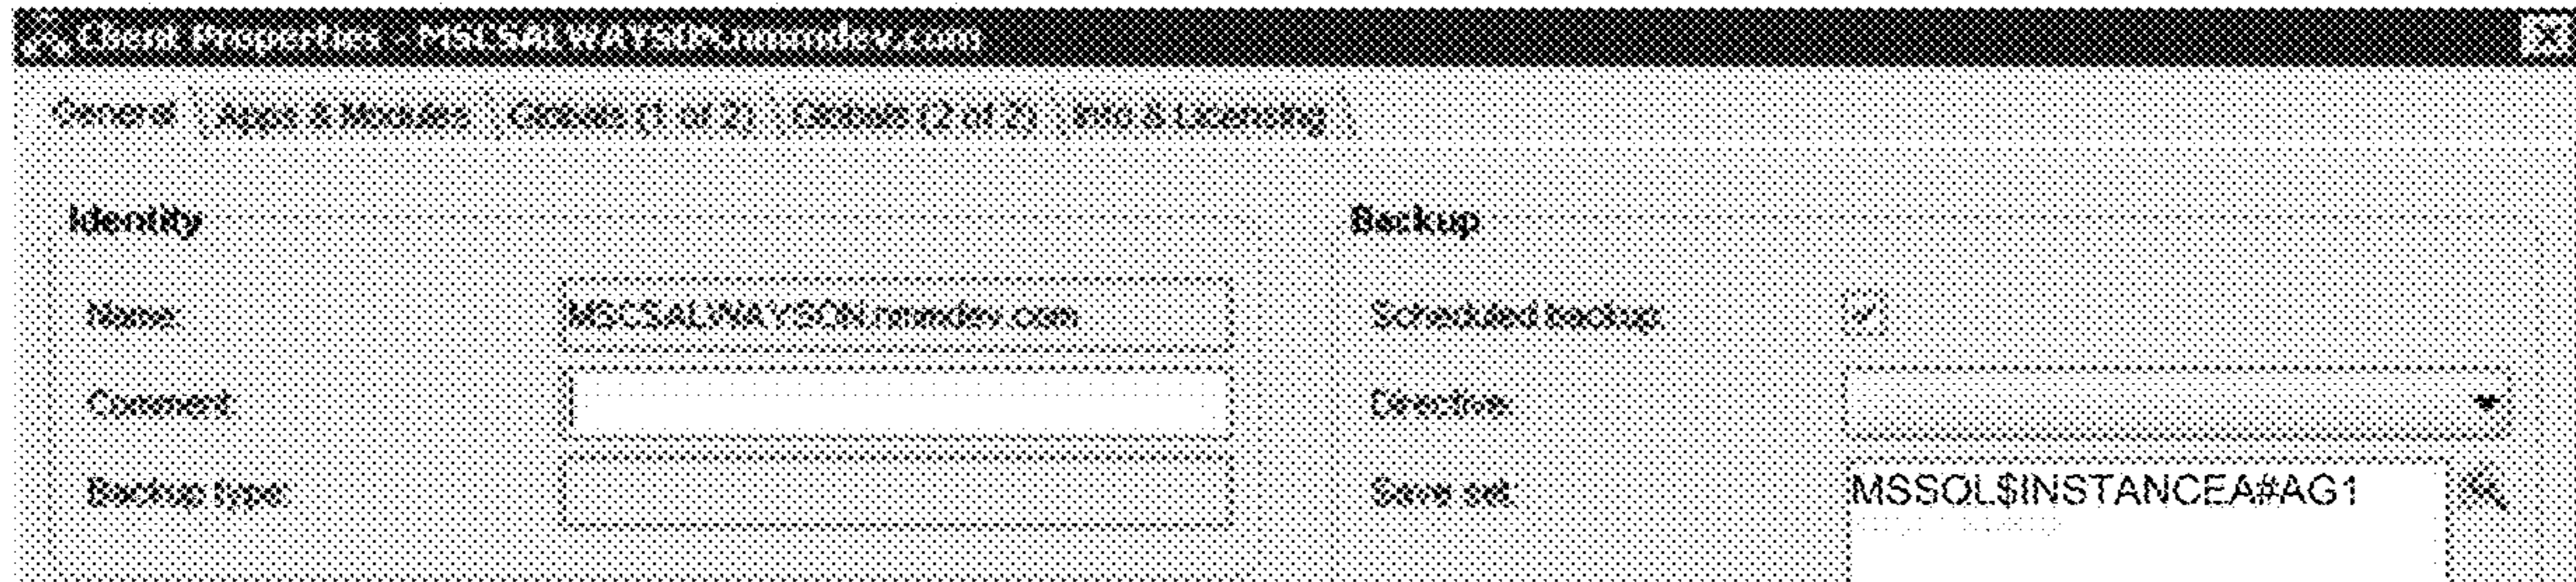 Client Properties - MSCSALWAYSON.nmmdev.com
General Apps & Modules Globals (1 of 2) Globals (2 of 2) Info & Licensing
Identity
Name: MSCSALWAYSON.nmmdev.com
Comment:
Backup type:
Backup
Scheduled backup:
Directive:
Save set: MSSQL$INSTANCEA#AG1